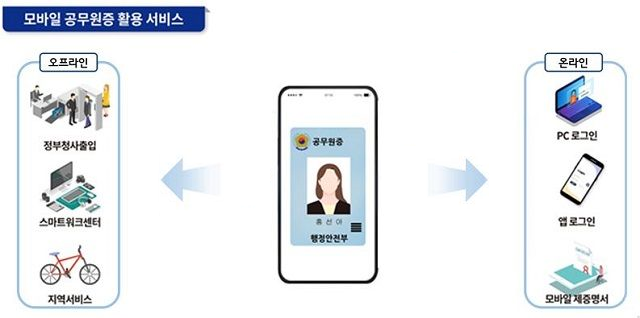 모바일 공무원증 활용 서비스
오프라인
정부청사출입
스마트워크센터
지역서비스
공무원증
홍 선 아
행정안전부
온라인
PC 로그인
앱 로그인
모바일 제증명서